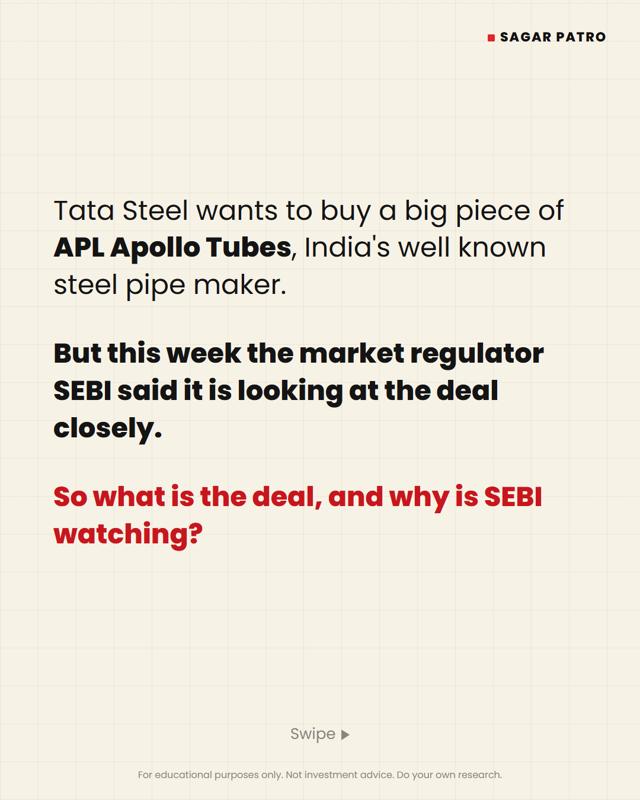 SAGAR PATRO
Tata Steel wants to buy a big piece of
APL Apollo Tubes, India's well known
steel pipe maker.
But this week the market regulator
SEBI said it is looking at the deal
closely.
So what is the deal, and why is SEBI
watching?
Swipe
For educational purposes only. Not investment advice. Do your own research.